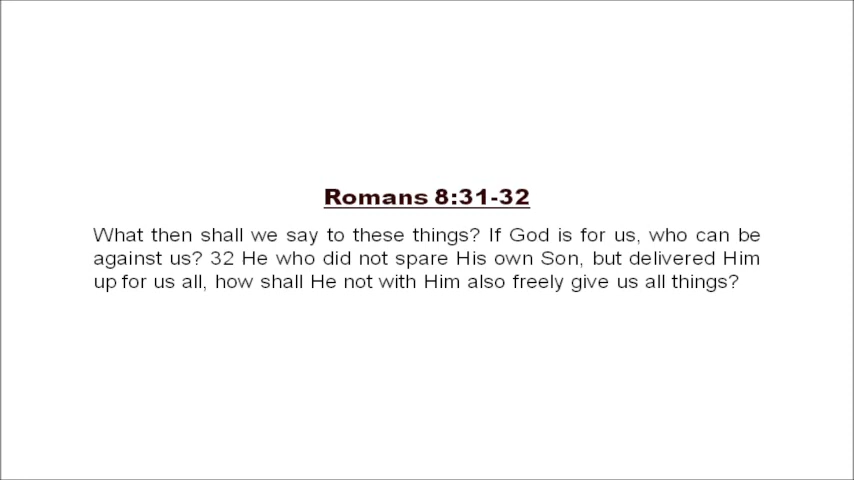 Romans 8:31-32
What then shall we say to these things? If God is for us, who can be
against us? 32 He who did not spare His own Son, but delivered Him
up for us all, how shall He not with Him also freely give us all things?